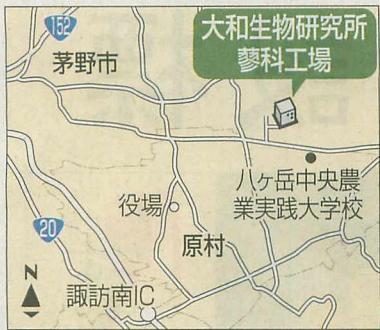 152
大和生物研究所
蓼科工場
茅野市
八ヶ岳中央農
業実践大学校
役場
原村
20
N
諏訪南IC